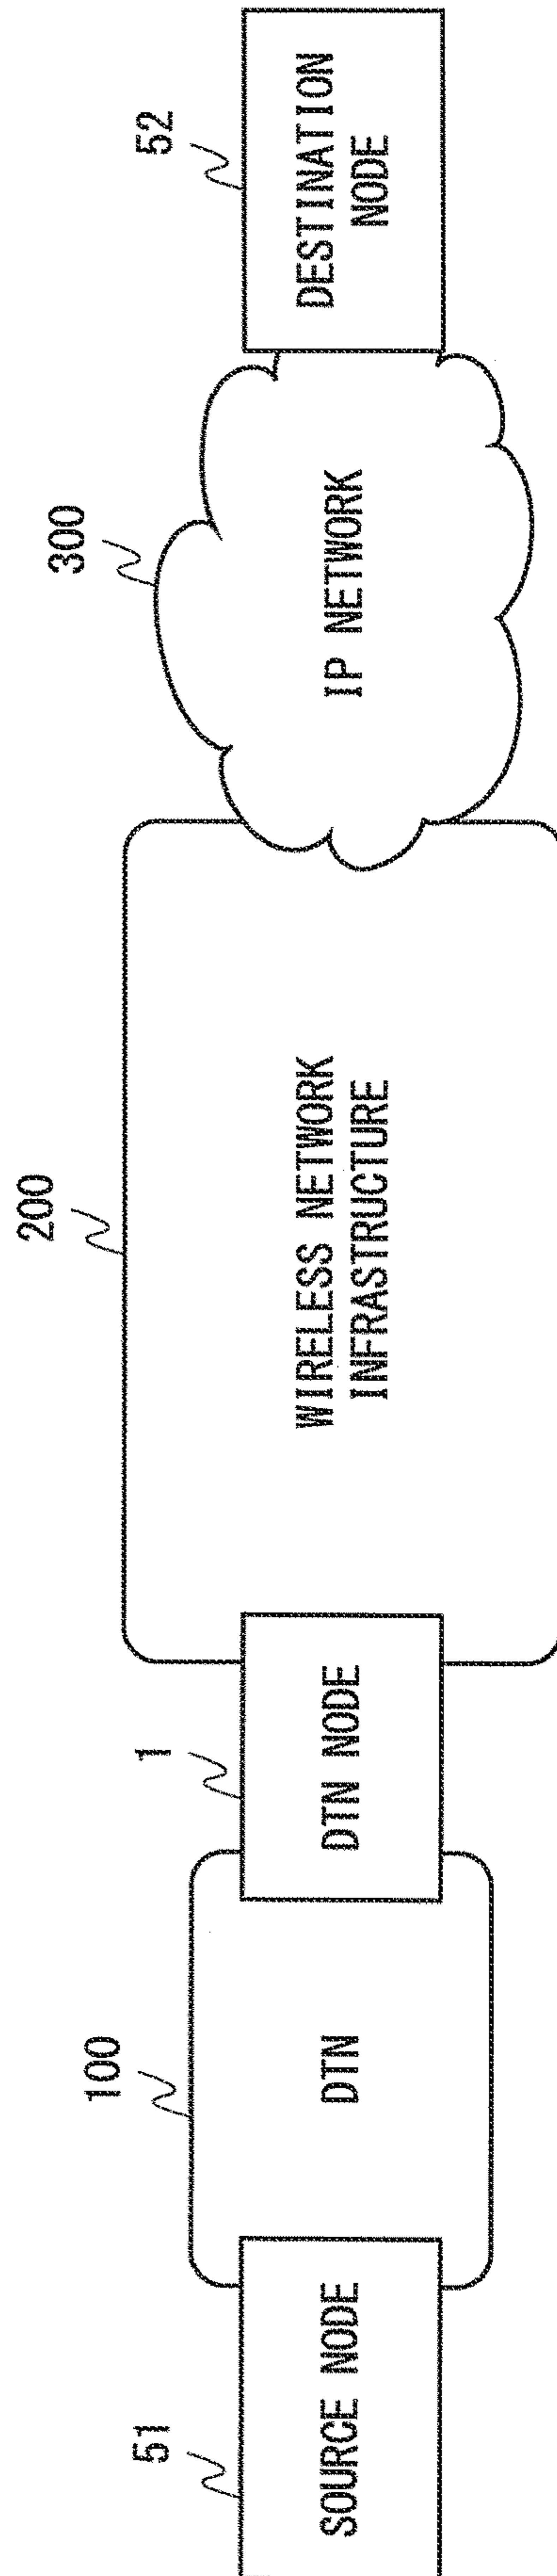 51
SOURCE NODE
100
DTN
1
DTN NODE
200
WIRELESS NETWORK
INFRASTRUCTURE
300
IP NETWORK
52
DESTINATION
NODE